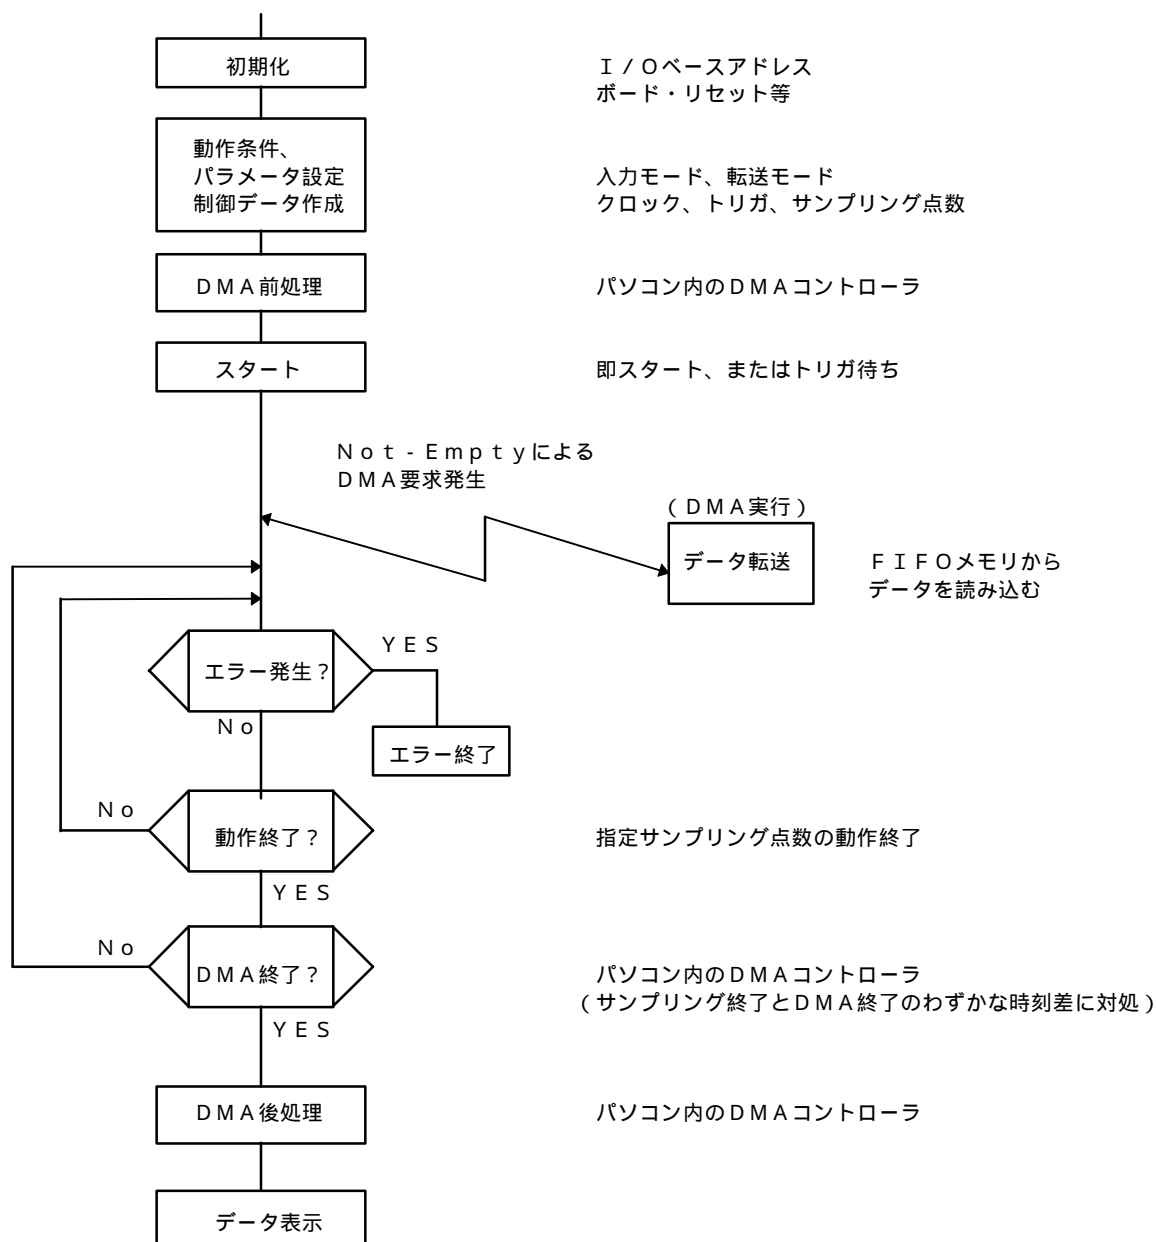 初期化
Ｉ／Ｏベースアドレス
ボード・リセット等
動作条件、
パラメータ設定
制御データ作成
入力モード、転送モード
クロック、トリガ、サンプリング点数
ＤＭＡ前処理
パソコン内のＤＭＡコントローラ
スタート
即スタート、またはトリガ待ち
Ｎｏｔ‐Ｅｍｐｔｙによる
ＤＭＡ要求発生
（ＤＭＡ実行）
データ転送
ＦＩＦＯメモリから
データを読み込む
エラー発生？
ＹＥＳ
Ｎｏ
エラー終了
Ｎｏ
動作終了？
指定サンプリング点数の動作終了
ＹＥＳ
Ｎｏ
ＤＭＡ終了？
パソコン内のＤＭＡコントローラ
（サンプリング終了とＤＭＡ終了のわずかな時刻差に対処）
ＹＥＳ
ＤＭＡ後処理
パソコン内のＤＭＡコントローラ
データ表示